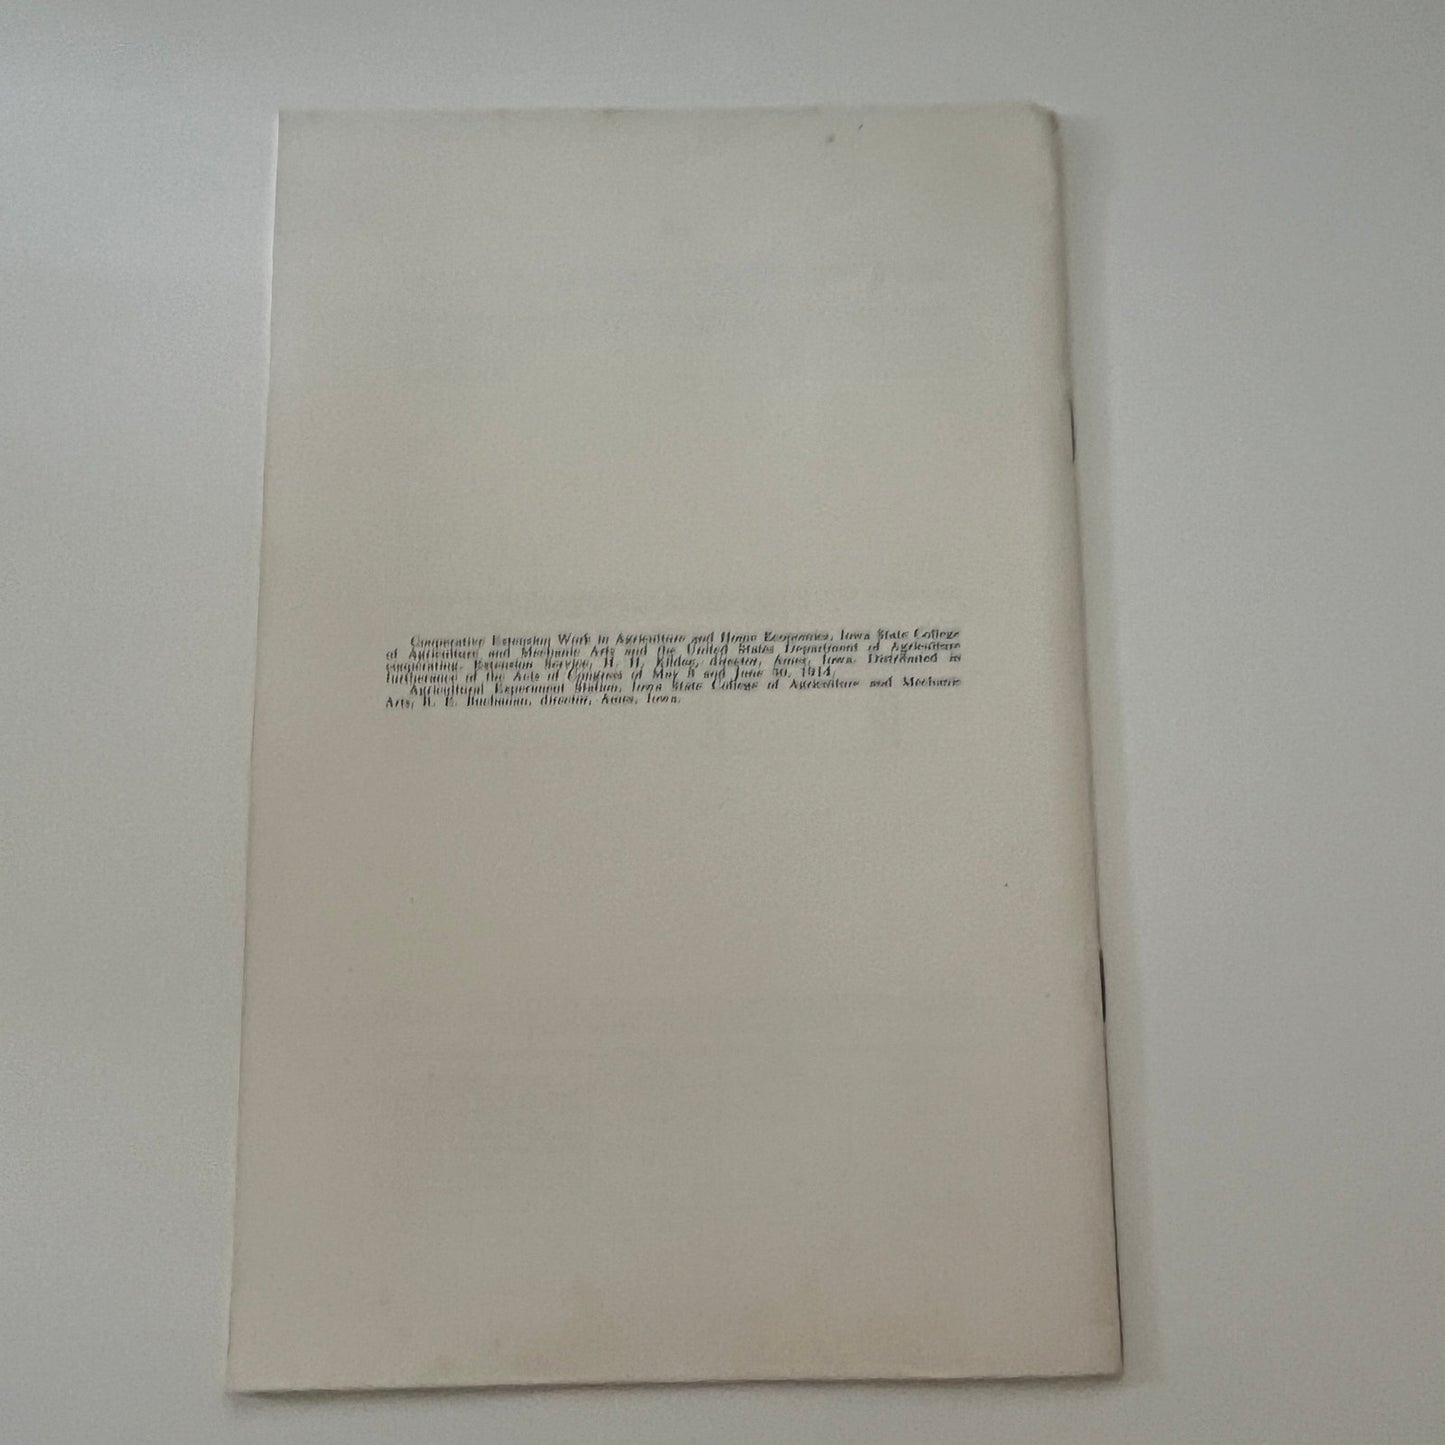 Cooperative Extension Work in Agriculture and Home Economics, Iowa State College
of Agriculture and Mechanic Arts and the United States Department of Agriculture
cooperating. Extension Service, H. H. Kildee, director, Ames, Iowa. Distributed in
furtherance of the Acts of Congress of May 8 and June 30, 1914.
Agricultural Experiment Station, Iowa State College of Agriculture and Mechanic
Arts, R. E. Buchanan, director, Ames, Iowa.